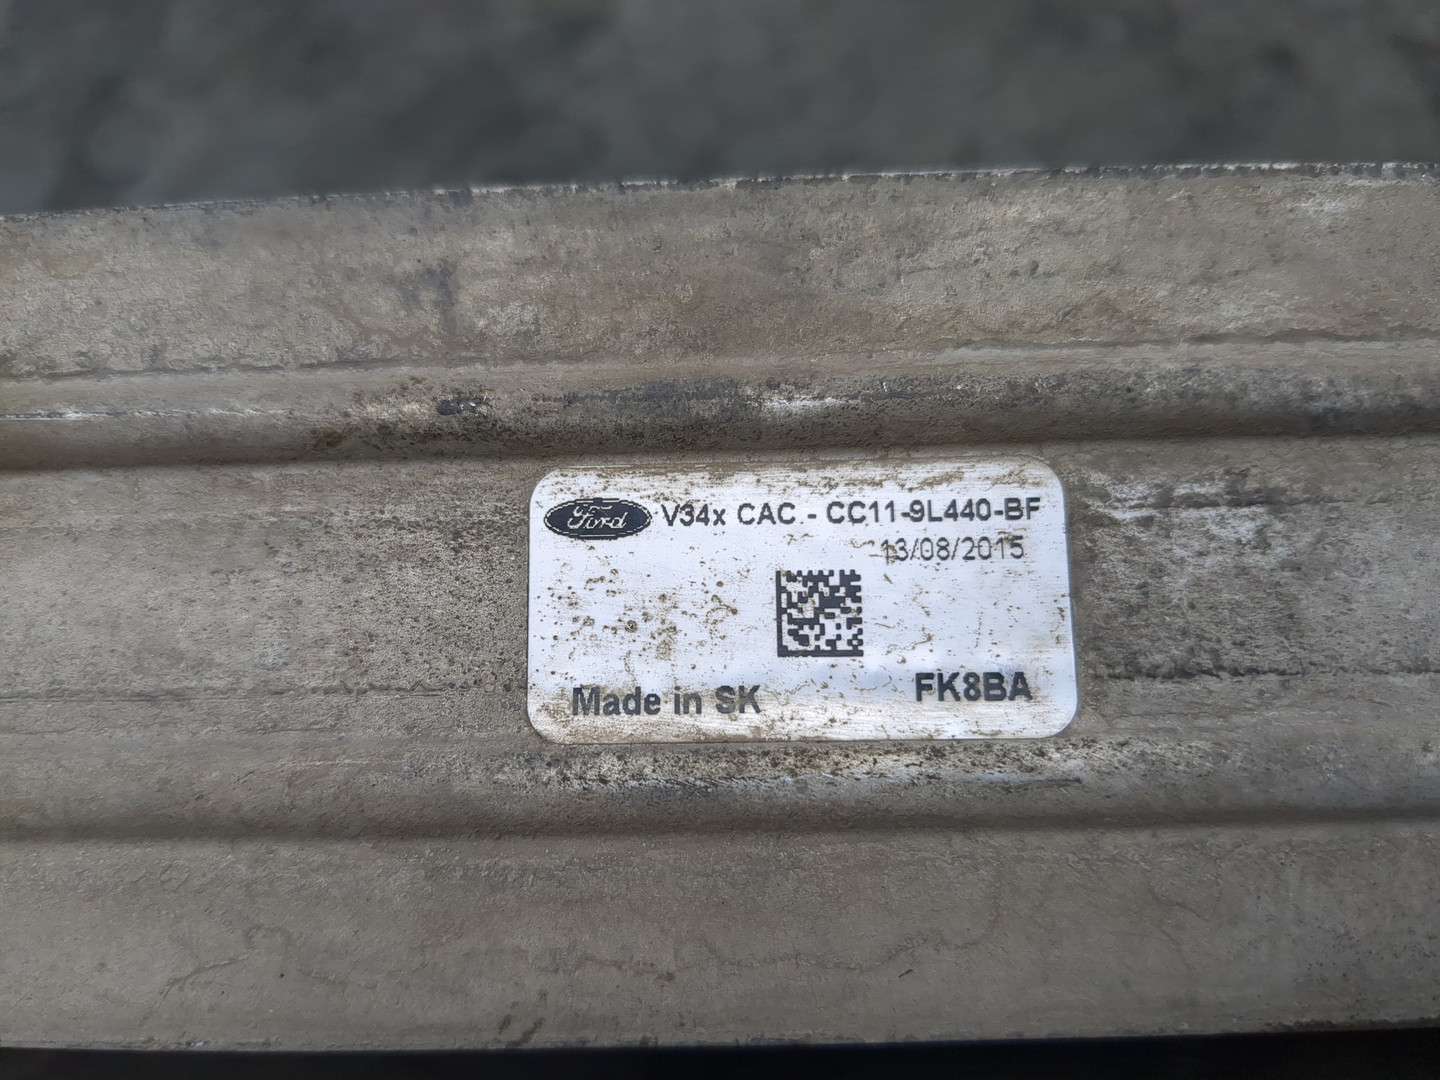 Ford V34x CAC - CC11-9L440-BF
13/08/2015
Made in SK FK8BA